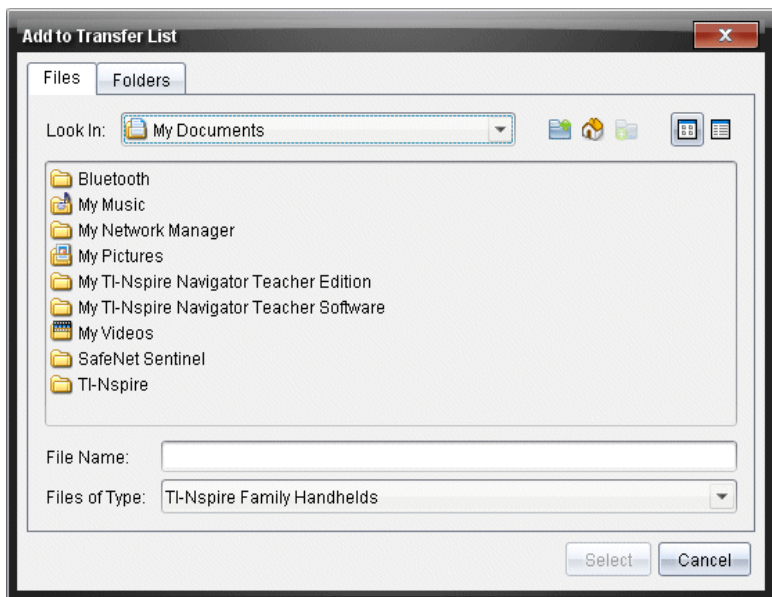 Add to Transfer List
Files Folders
Look In: My Documents
Bluetooth
My Music
My Network Manager
My Pictures
My TI-Nspire Navigator Teacher Edition
My TI-Nspire Navigator Teacher Software
My Videos
SafeNet Sentinel
TI-Nspire
File Name:
Files of Type: TI-Nspire Family Handhelds
Select Cancel